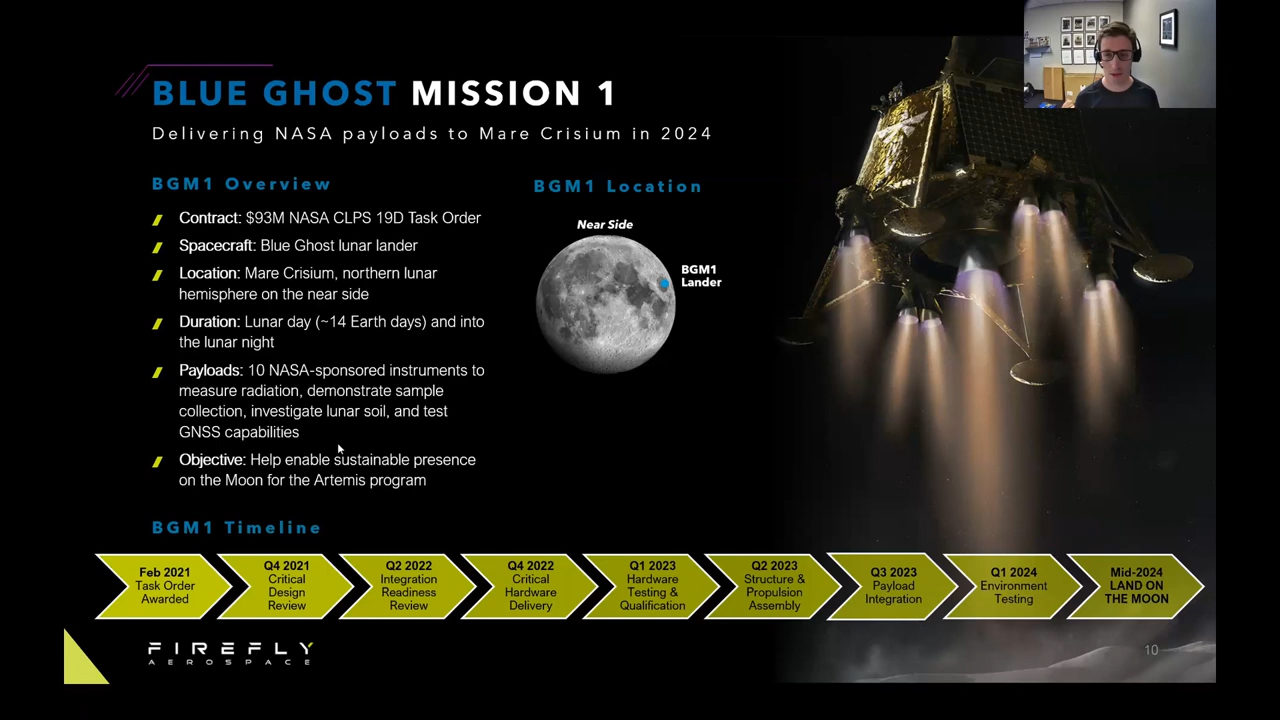 BLUE GHOST MISSION 1
Delivering NASA payloads to Mare Crisium in 2024
BGM1 Overview
Contract: $93M NASA CLPS 19D Task Order
Spacecraft: Blue Ghost lunar lander
Location: Mare Crisium, northern lunar
hemisphere on the near side
Duration: Lunar day (~14 Earth days) and into
the lunar night
Payloads: 10 NASA-sponsored instruments to
measure radiation, demonstrate sample
collection, investigate lunar soil, and test
GNSS capabilities
Objective: Help enable sustainable presence
on the Moon for the Artemis program
BGM1 Location
Near Side
BGM1
Lander
BGM1 Timeline
Feb 2021
Task Order
Awarded
Q4 2021
Critical
Design
Review
Q2 2022
Integration
Readiness
Review
Q4 2022
Critical
Hardware
Delivery
Q1 2023
Hardware
Testing &
Qualification
Q2 2023
Structure &
Propulsion
Assembly
Q3 2023
Payload
Integration
Q1 2024
Environment
Testing
Mid-2024
LAND ON
THE MOON
FIREFLY
AEROSPACE
10